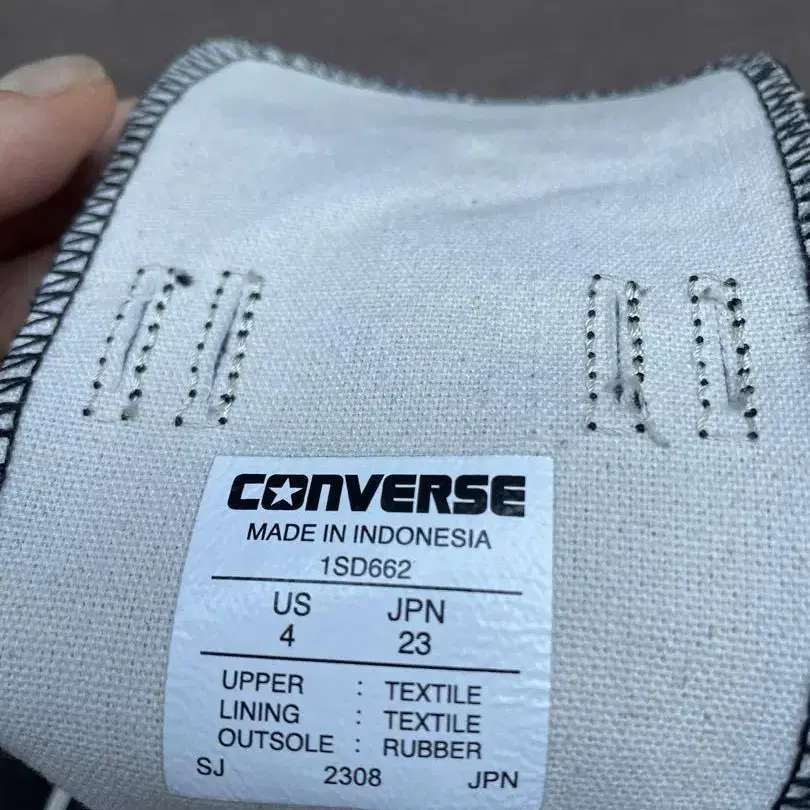 CONVERSE
MADE IN INDONESIA
1SD662
US JPN
4 23
UPPER : TEXTILE
LINING : TEXTILE
OUTSOLE : RUBBER
SJ 2308 JPN